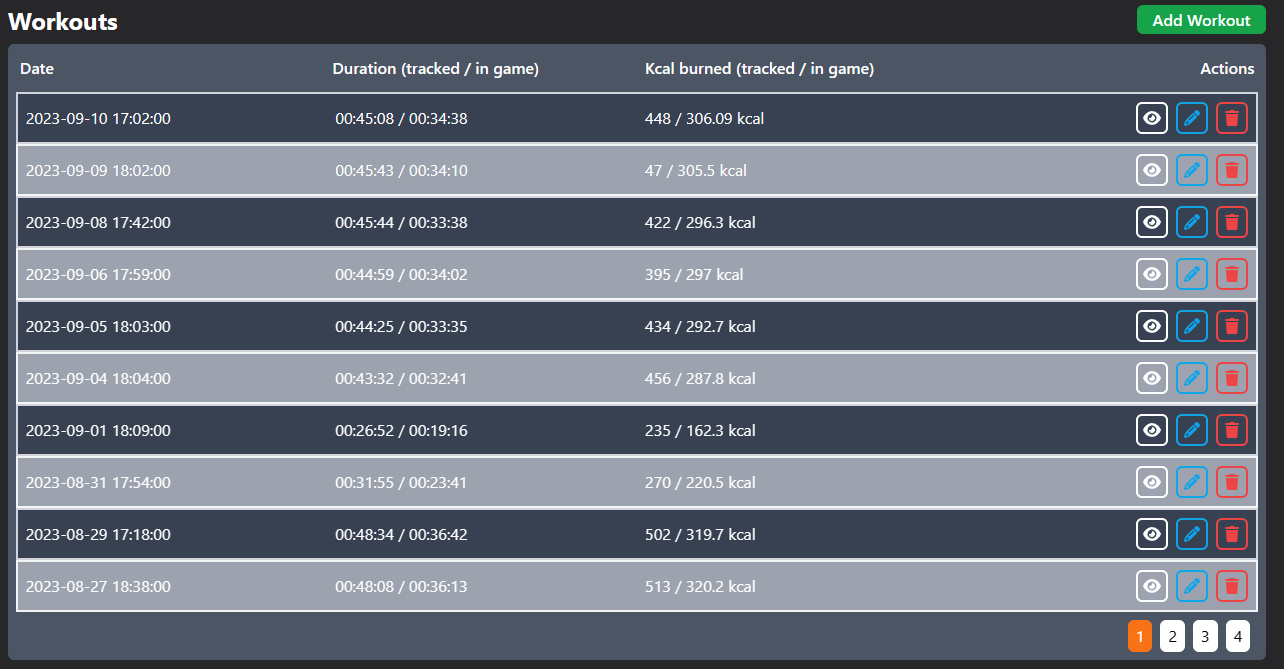 Workouts Add Workout
Date Duration (tracked / in game) Kcal burned (tracked / in game) Actions
2023-09-10 17:02:00 00:45:08 / 00:34:38 448 / 306.09 kcal
2023-09-09 18:02:00 00:45:43 / 00:34:10 47 / 305.5 kcal
2023-09-08 17:42:00 00:45:44 / 00:33:38 422 / 296.3 kcal
2023-09-06 17:59:00 00:44:59 / 00:34:02 395 / 297 kcal
2023-09-05 18:03:00 00:44:25 / 00:33:35 434 / 292.7 kcal
2023-09-04 18:04:00 00:43:32 / 00:32:41 456 / 287.8 kcal
2023-09-01 18:09:00 00:26:52 / 00:19:16 235 / 162.3 kcal
2023-08-31 17:54:00 00:31:55 / 00:23:41 270 / 220.5 kcal
2023-08-29 17:18:00 00:48:34 / 00:36:42 502 / 319.7 kcal
2023-08-27 18:38:00 00:48:08 / 00:36:13 513 / 320.2 kcal
1 2 3 4